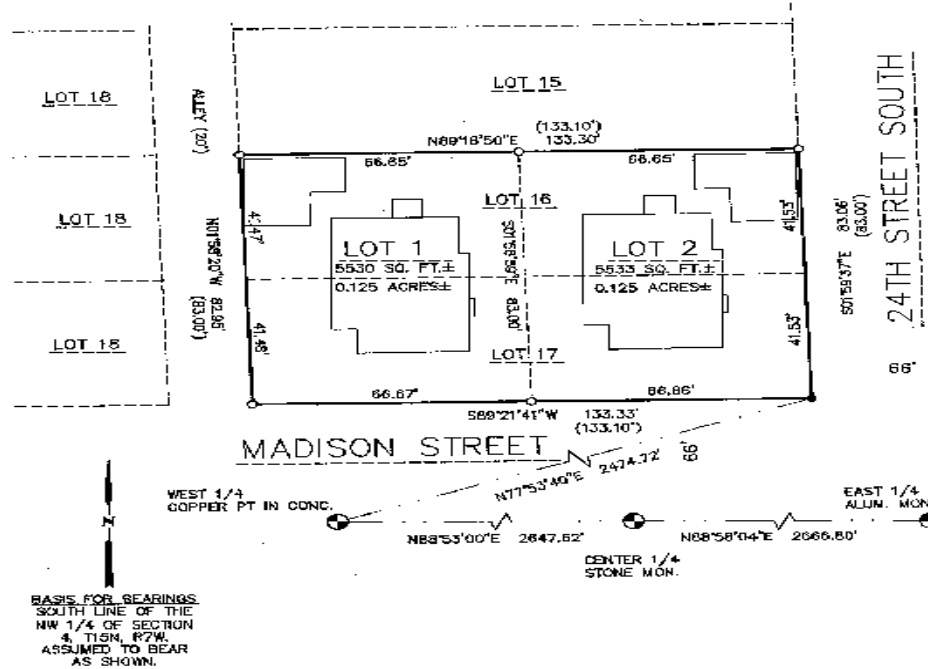 LOT 15
LOT 18
ALLEY (20')
(133.10')
N89°18'50"E 133.30'
66.65' 66.65'
24TH STREET SOUTH
LOT 18
LOT 16
41.53'
83.06'
(83.00')
S01°59'37"E
N01°58'20"W 82.95'
(83.00')
S01°58'59"E 83.00'
LOT 1
5530 SQ. FT.±
0.125 ACRES±
LOT 2
5533 SQ. FT.±
0.125 ACRES±
41.48'
41.53'
LOT 18
LOT 17
66'
66.67' 66.66'
S89°21'41"W 133.33'
(133.10')
MADISON STREET
66'
N77°53'49"E 2474.72'
WEST 1/4
COPPER PT IN CONC.
EAST 1/4
ALUM. MON.
N
N88°53'00"E 2647.62'
N88°58'04"E 2666.80'
CENTER 1/4
STONE MON.
BASIS FOR BEARINGS
SOUTH LINE OF THE
NW 1/4 OF SECTION
4, T15N, R7W.
ASSUMED TO BEAR
AS SHOWN.